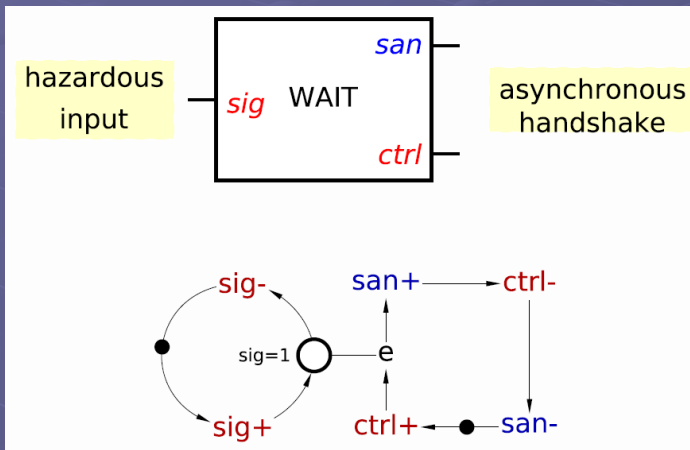 hazardous
input
sig
WAIT
san
ctrl
asynchronous
handshake
sig-
san+
ctrl-
sig=1
e
sig+
ctrl+
san-